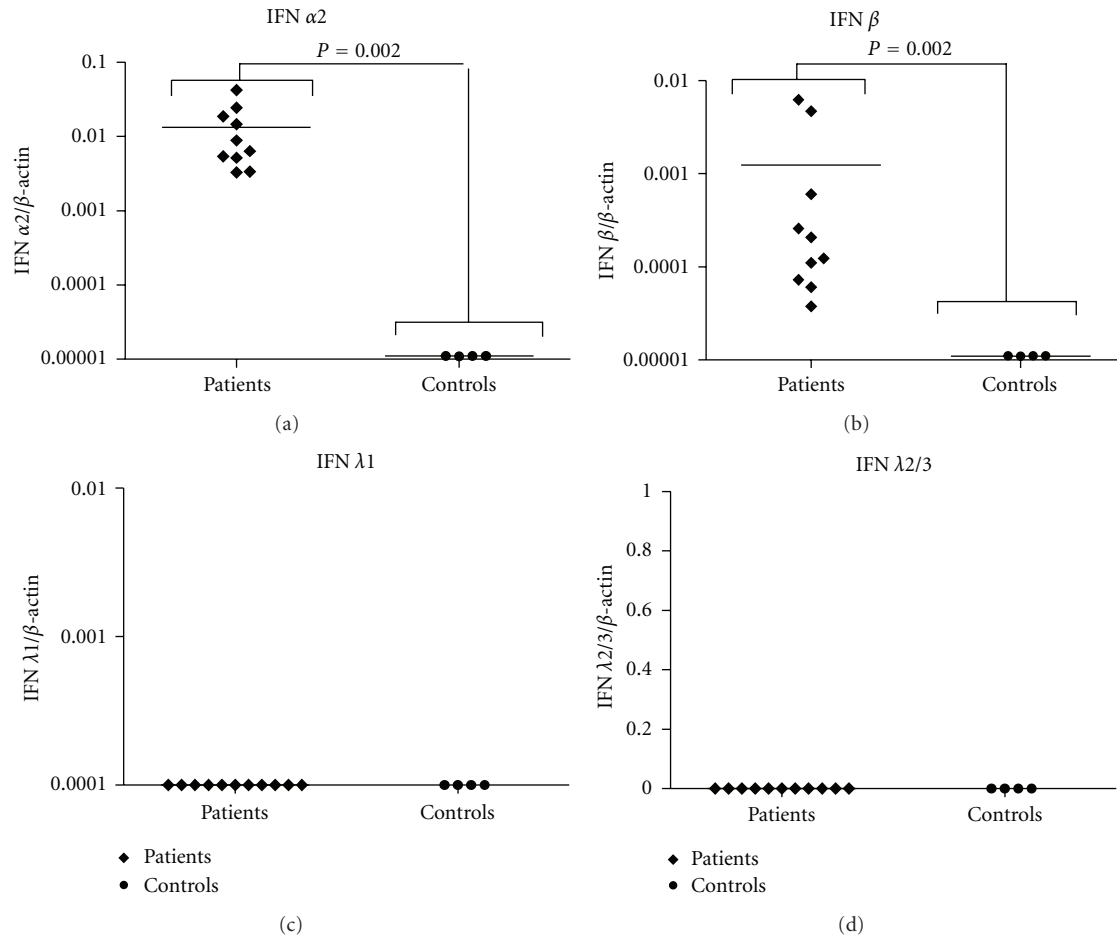 IFN α2
P = 0.002
0.1
0.01
0.001
0.0001
0.00001
IFN α2/β-actin
Patients
Controls
(a)
IFN β
P = 0.002
0.01
0.001
0.0001
0.00001
IFN β/β-actin
Patients
Controls
(b)
IFN λ1
0.01
0.001
0.0001
IFN λ1/β-actin
Patients
Controls
Patients
Controls
(c)
IFN λ2/3
1
0.8
0.6
0.4
0.2
0
IFN λ2/3/β-actin
Patients
Controls
Patients
Controls
(d)